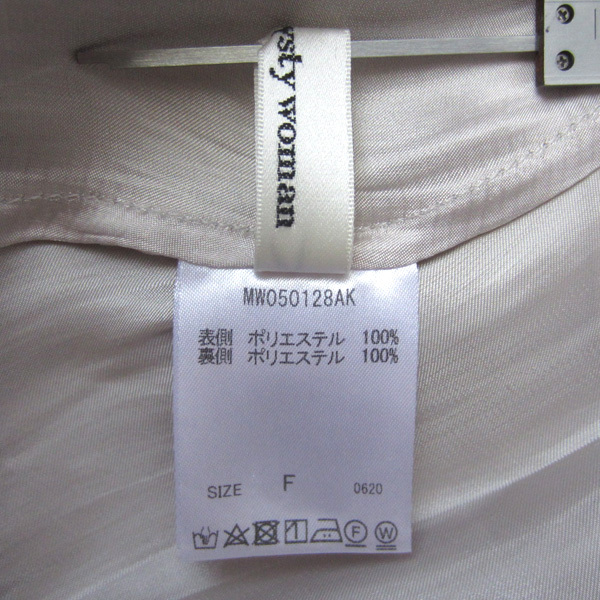 sty woman
MW050128AK
表側 ポリエステル 100%
裏側 ポリエステル 100%
SIZE F 0620
F W